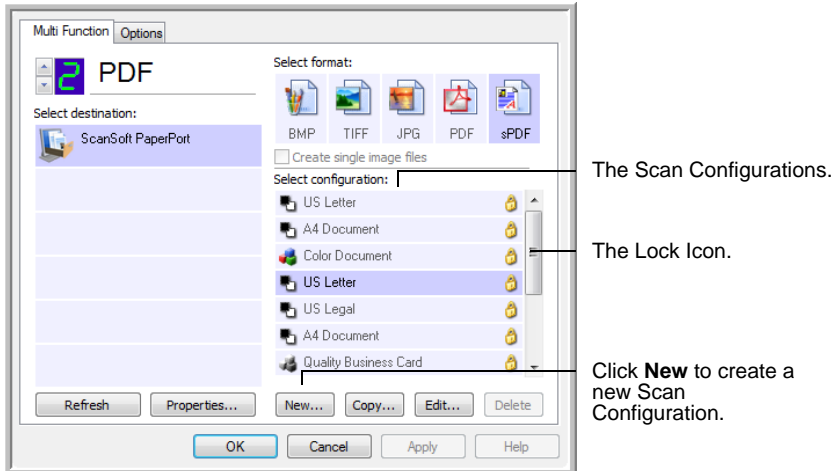 Multi Function Options
2 PDF
Select destination:
ScanSoft PaperPort
Select format:
BMP TIFF JPG PDF sPDF
Create single image files
Select configuration:
US Letter
A4 Document
Color Document
US Letter
US Legal
A4 Document
Quality Business Card
Refresh Properties... New... Copy... Edit... Delete
OK Cancel Apply Help
The Scan Configurations.
The Lock Icon.
Click New to create a
new Scan
Configuration.